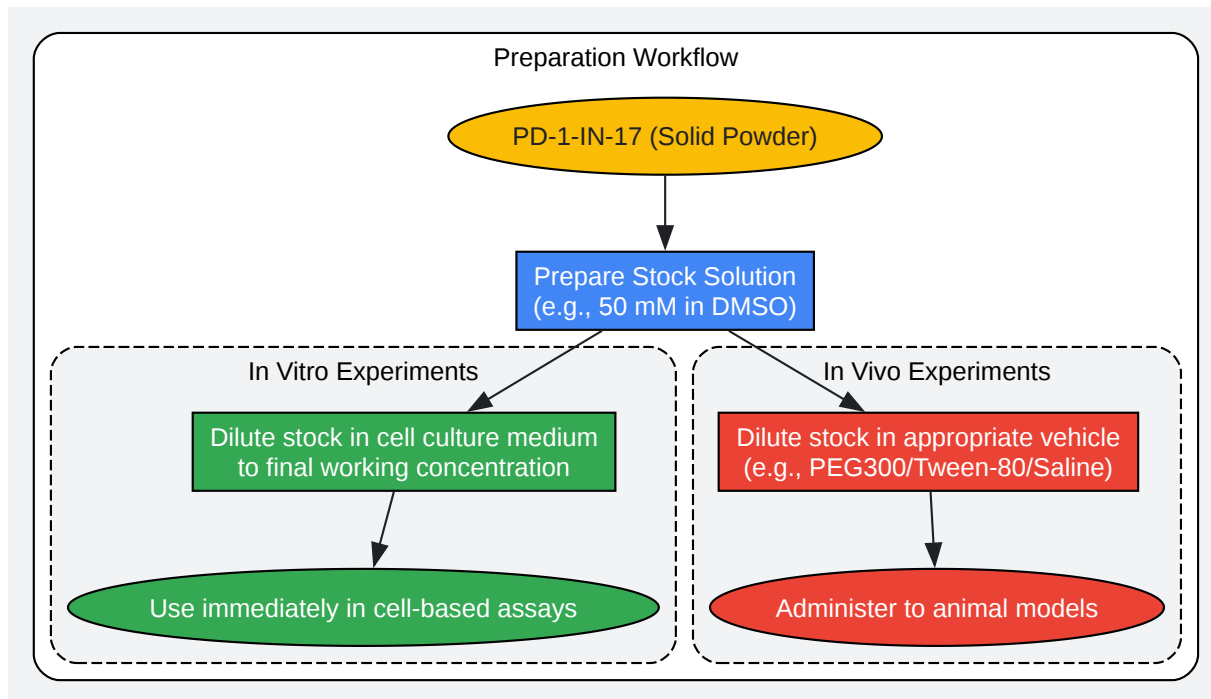 Preparation Workflow
PD-1-IN-17 (Solid Powder)
Prepare Stock Solution
(e.g., 50 mM in DMSO)
In Vitro Experiments
Dilute stock in cell culture medium
to final working concentration
Use immediately in cell-based assays
In Vivo Experiments
Dilute stock in appropriate vehicle
(e.g., PEG300/Tween-80/Saline)
Administer to animal models